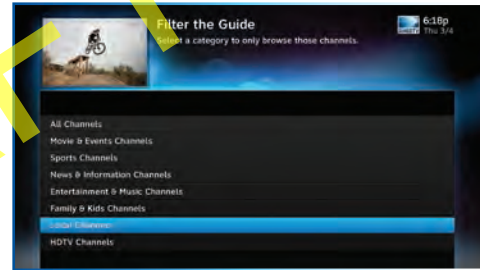 Filter the Guide
Select a category to only browse those channels.
6:18p
Thu 3/4
All Channels
Movie & Events Channels
Sports Channels
News & Information Channels
Entertainment & Music Channels
Family & Kids Channels
Local Channels
HDTV Channels